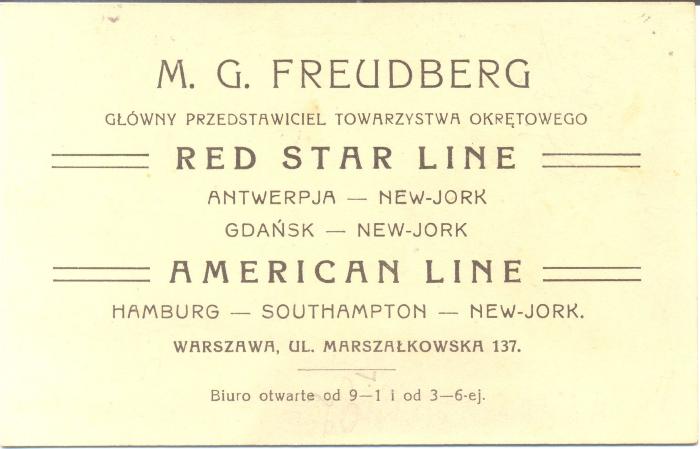 M. G. FREUDBERG
GŁÓWNY PRZEDSTAWICIEL TOWARZYSTWA OKRĘTOWEGO
RED STAR LINE
ANTWERPJA — NEW-JORK
GDAŃSK — NEW-JORK
AMERICAN LINE
HAMBURG — SOUTHAMPTON — NEW-JORK.
WARSZAWA, UL. MARSZAŁKOWSKA 137.
Biuro otwarte od 9—1 i od 3—6-ej.